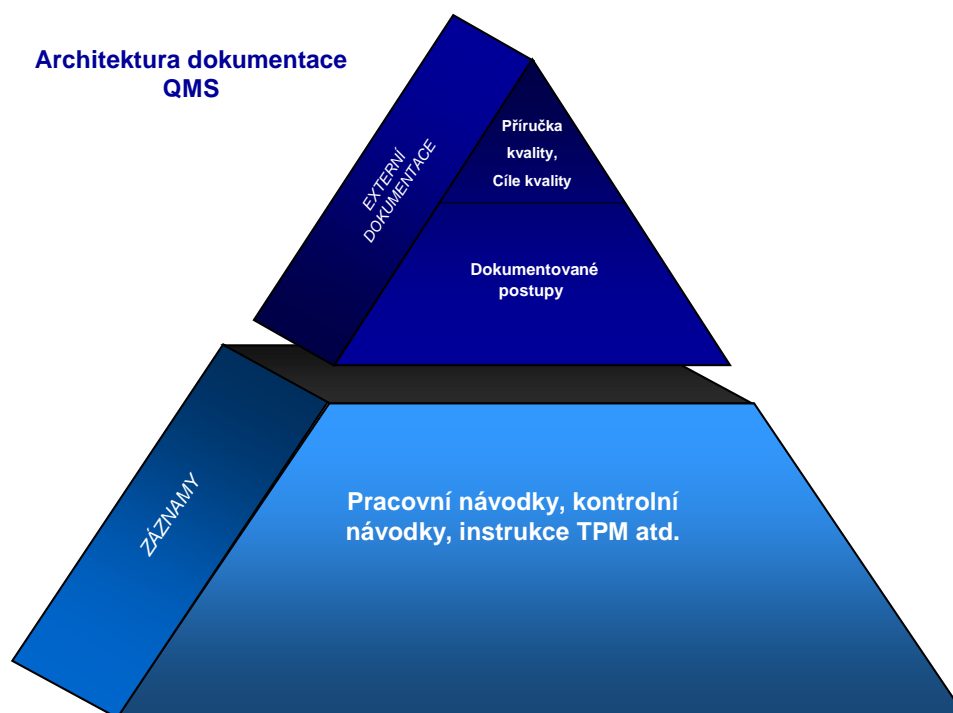 Architektura dokumentace
QMS
Příručka
kvality,
Cíle kvality
EXTERNÍ
DOKUMENTACE
Dokumentované
postupy
ZÁZNAMY
Pracovní návodky, kontrolní
návodky, instrukce TPM atd.